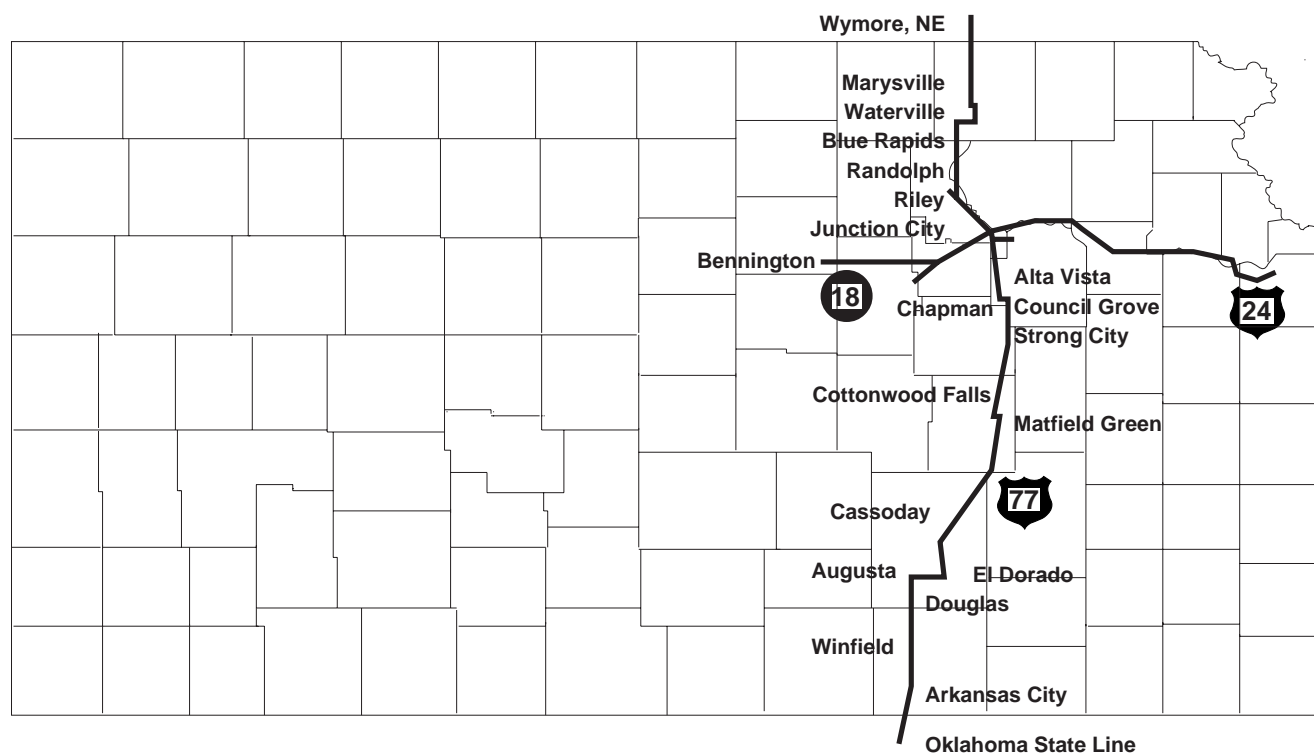 Wymore, NE
Marysville
Waterville
Blue Rapids
Randolph
Riley
Junction City
Bennington
18
Alta Vista
24
Chapman
Council Grove
Strong City
Cottonwood Falls
Matfield Green
77
Cassoday
Augusta
El Dorado
Douglas
Winfield
Arkansas City
Oklahoma State Line